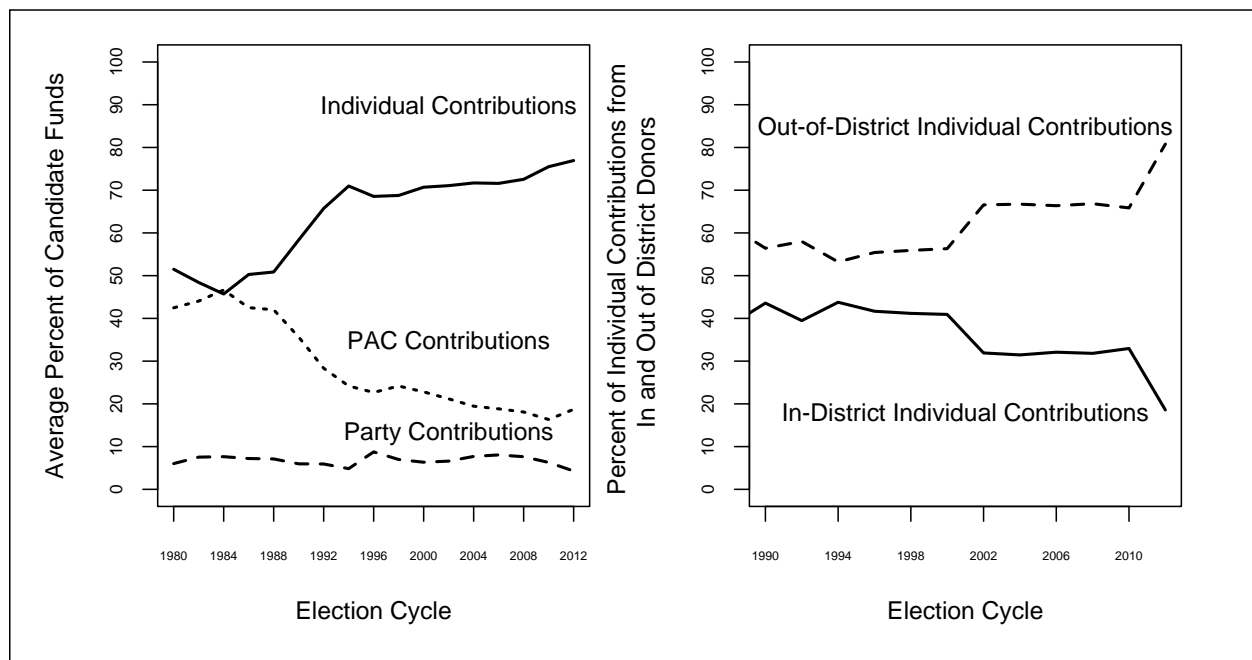 Average Percent of Candidate Funds
100
90
80
70
60
50
40
30
20
10
0
Individual Contributions
PAC Contributions
Party Contributions
1980 1984 1988 1992 1996 2000 2004 2008 2012
Election Cycle
Percent of Individual Contributions from
In and Out of District Donors
100
90
80
70
60
50
40
30
20
10
0
Out-of-District Individual Contributions
In-District Individual Contributions
1990 1994 1998 2002 2006 2010
Election Cycle